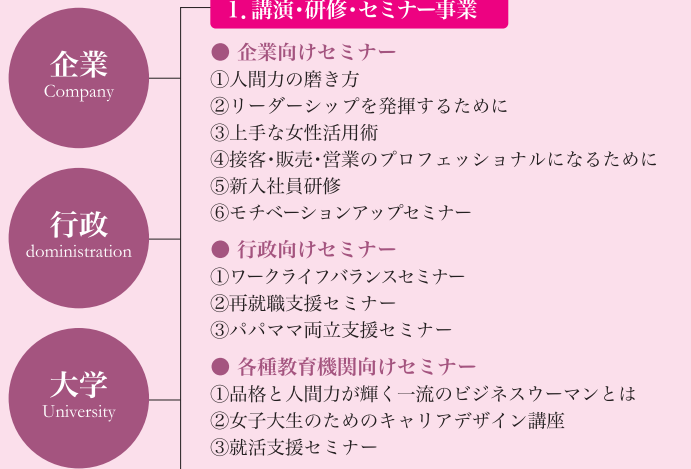 1. 講演・研修・セミナー事業
企業
Company
● 企業向けセミナー
①人間力の磨き方
②リーダーシップを発揮するために
③上手な女性活用術
④接客・販売・営業のプロフェッショナルになるために
⑤新入社員研修
⑥モチベーションアップセミナー
行政
doministration
● 行政向けセミナー
①ワークライフバランスセミナー
②再就職支援セミナー
③パパママ両立支援セミナー
大学
University
● 各種教育機関向けセミナー
①品格と人間力が輝く一流のビジネスウーマンとは
②女子大生のためのキャリアデザイン講座
③就活支援セミナー